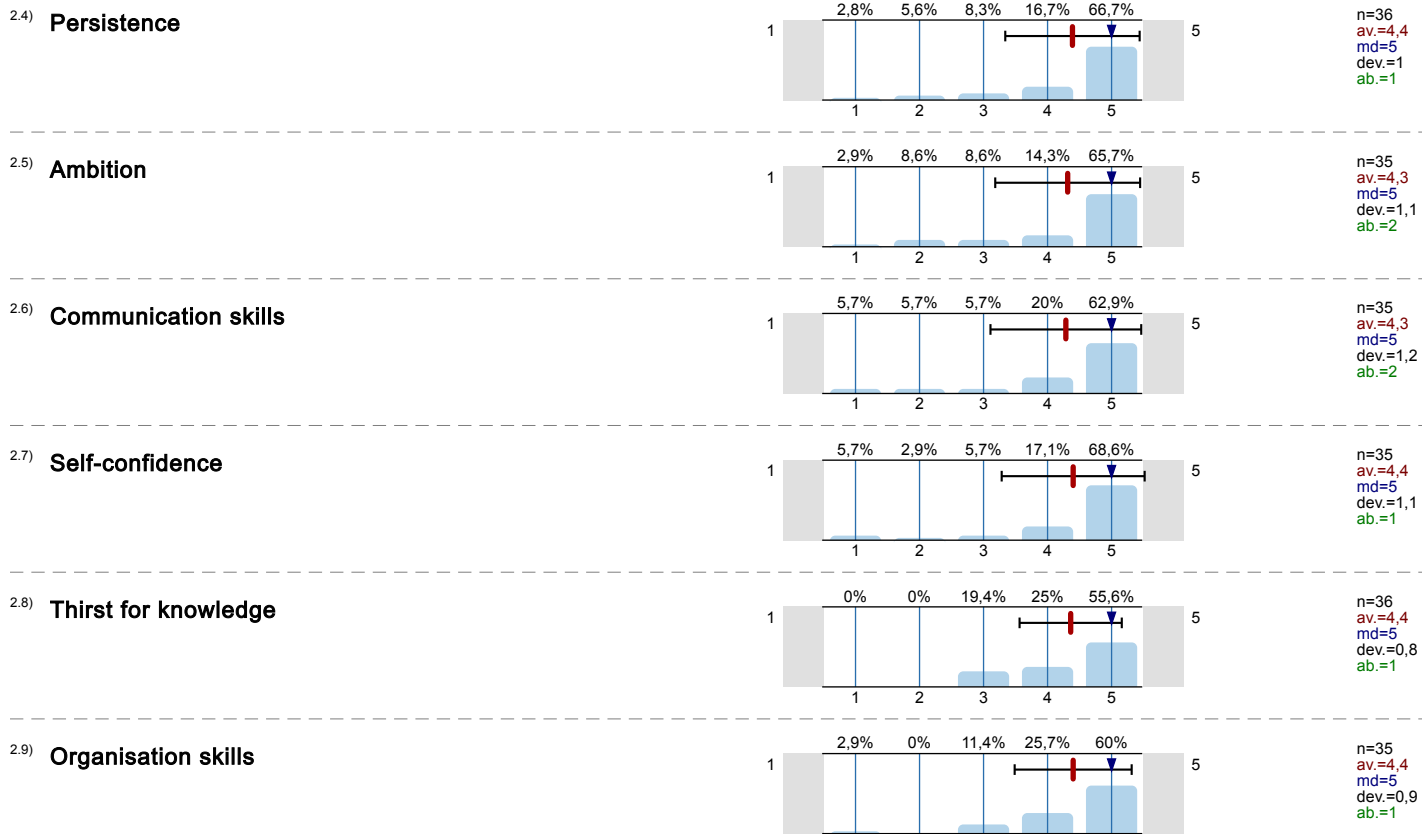 2.4) Persistence
2,8% 5,6% 8,3% 16,7% 66,7%
1 5
1 2 3 4 5
n=36
av.=4,4
md=5
dev.=1
ab.=1
2.5) Ambition
2,9% 8,6% 8,6% 14,3% 65,7%
1 5
1 2 3 4 5
n=35
av.=4,3
md=5
dev.=1,1
ab.=2
2.6) Communication skills
5,7% 5,7% 5,7% 20% 62,9%
1 5
1 2 3 4 5
n=35
av.=4,3
md=5
dev.=1,2
ab.=2
2.7) Self-confidence
5,7% 2,9% 5,7% 17,1% 68,6%
1 5
1 2 3 4 5
n=35
av.=4,4
md=5
dev.=1,1
ab.=1
2.8) Thirst for knowledge
0% 0% 19,4% 25% 55,6%
1 5
1 2 3 4 5
n=36
av.=4,4
md=5
dev.=0,8
ab.=1
2.9) Organisation skills
2,9% 0% 11,4% 25,7% 60%
1 5
n=35
av.=4,4
md=5
dev.=0,9
ab.=1